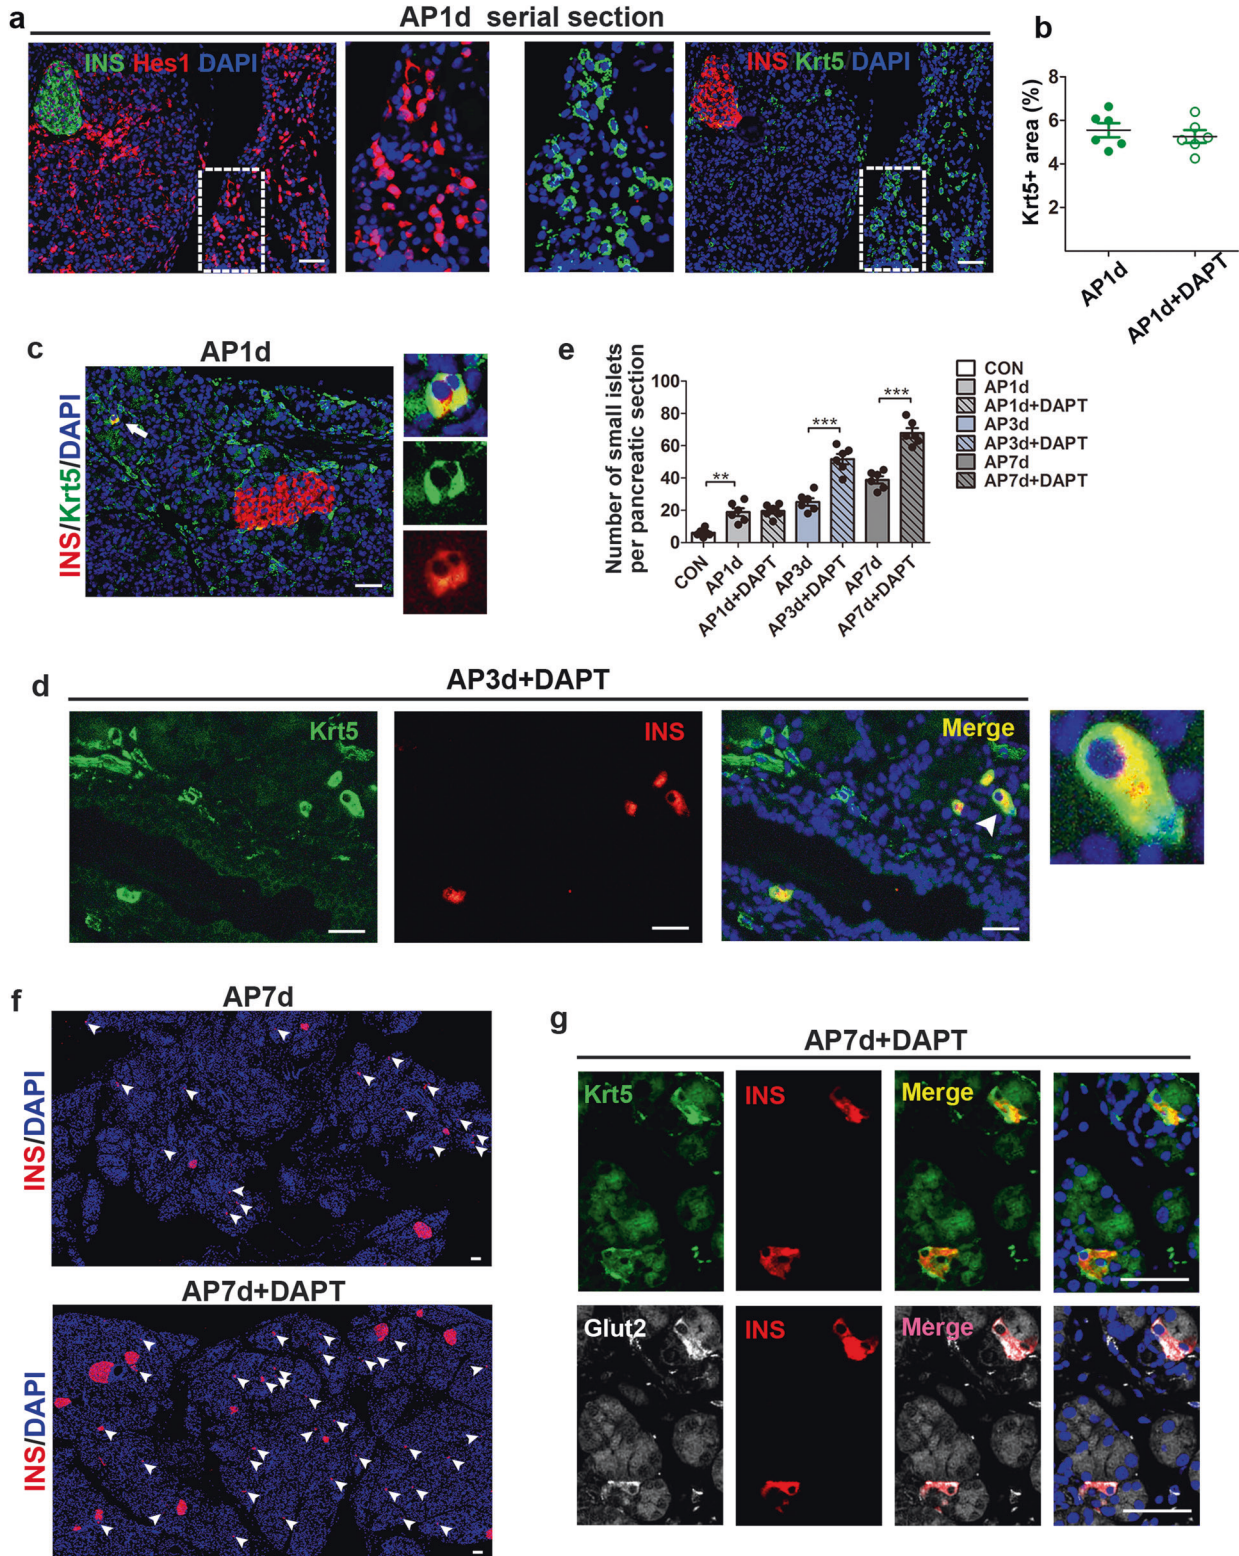 a
AP1d serial section
INS Hes1 DAPI
INS Krt5/DAPI
b
Krt5+ area (%)
8
6
4
2
AP1d
AP1d+DAPT
c
AP1d
INS/Krt5/DAPI
e
Number of small islets
per pancreatic section
100
80
60
40
20
0
**
***
***
CON
AP1d
AP1d+DAPT
AP3d
AP3d+DAPT
AP7d
AP7d+DAPT
CON
AP1d
AP1d+DAPT
AP3d
AP3d+DAPT
AP7d
AP7d+DAPT
d
AP3d+DAPT
Krt5
INS
Merge
f
AP7d
INS/DAPI
AP7d+DAPT
INS/DAPI
g
AP7d+DAPT
Krt5
INS
Merge
Glut2
INS
Merge